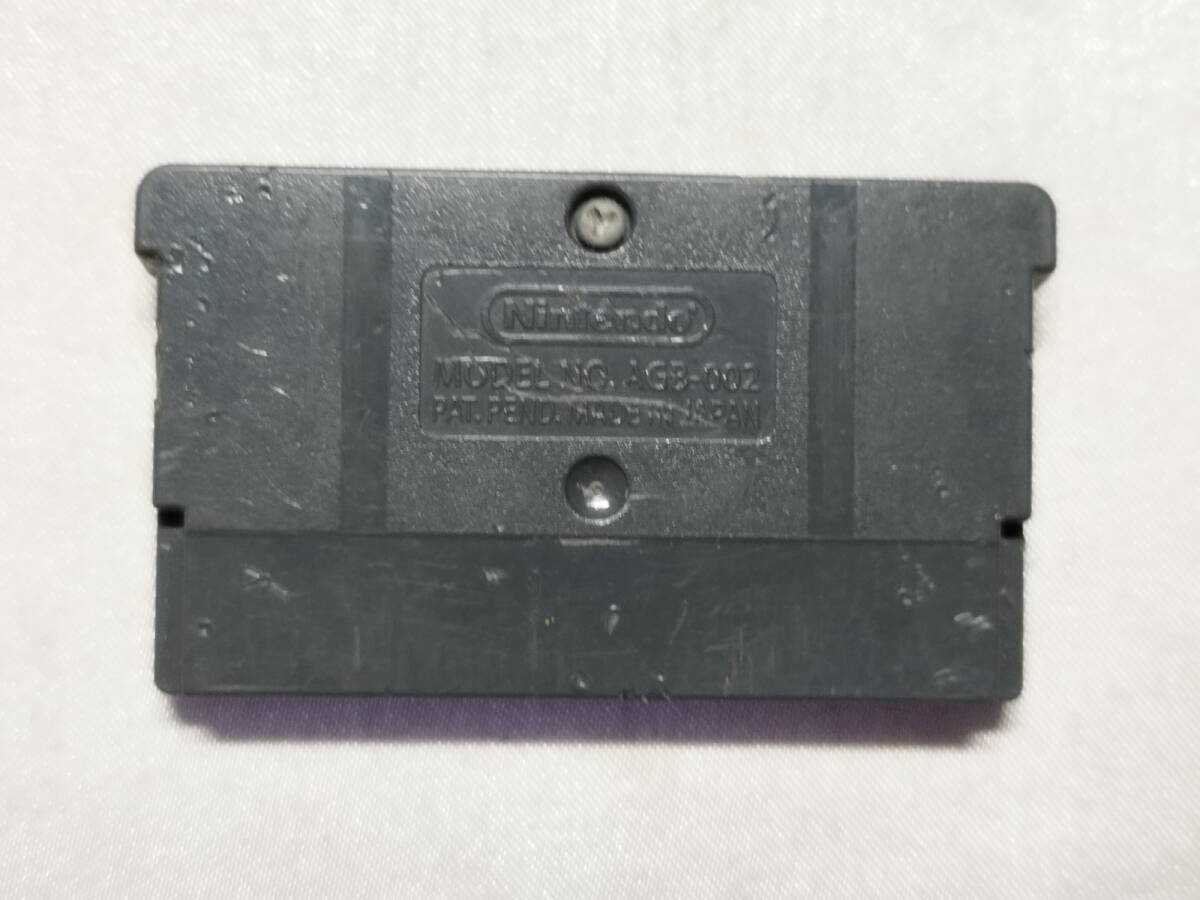 Nintendo
MODEL NO. AGB-002
PAT. PEND. MADE IN JAPAN